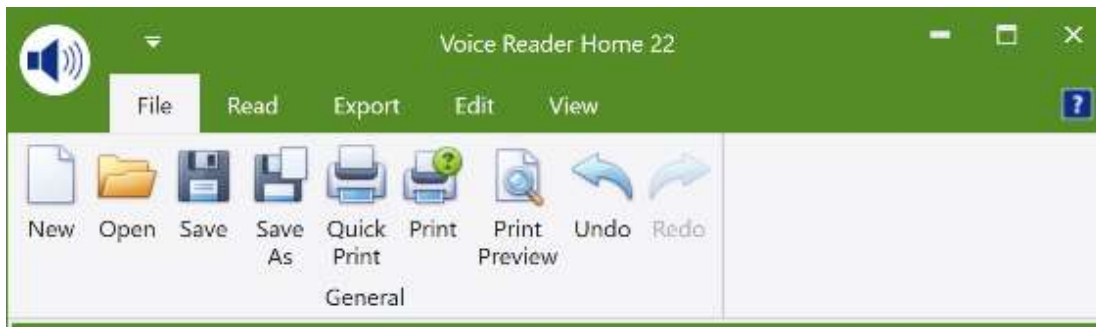 Voice Reader Home 22
File Read Export Edit View ?
New Open Save Save As Quick Print Print Print Preview Undo Redo
General